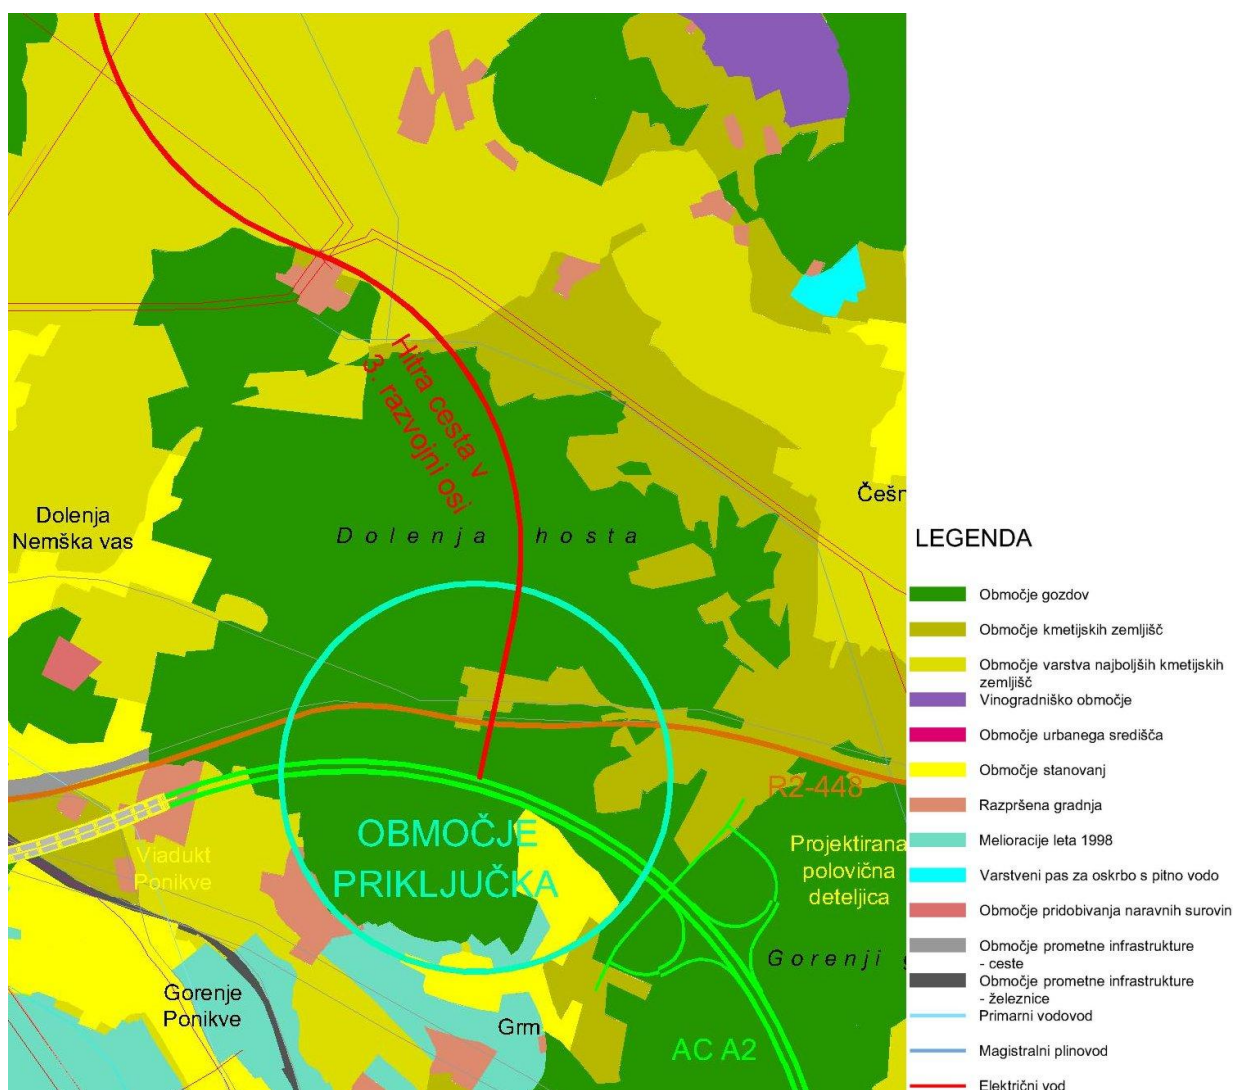 Hitra cesta v
3. razvojni osi
Dolenja
Nemška vas
Dolenja hosta
Češn
R2-448
OBMOČJE
PRIKLJUČKA
Viadukt
Ponikve
Projektirana
polovična
deteljica
Gorenji g
Gorenje
Ponikve
Grm
AC A2
LEGENDA
Območje gozdov
Območje kmetijskih zemljišč
Območje varstva najboljših kmetijskih
zemljišč
Vinogradniško območje
Območje urbanega središča
Območje stanovanj
Razpršena gradnja
Melioracije leta 1998
Varstveni pas za oskrbo s pitno vodo
Območje pridobivanja naravnih surovin
Območje prometne infrastrukture
- ceste
Območje prometne infrastrukture
- železnice
Primarni vodovod
Magistralni plinovod
Električni vod